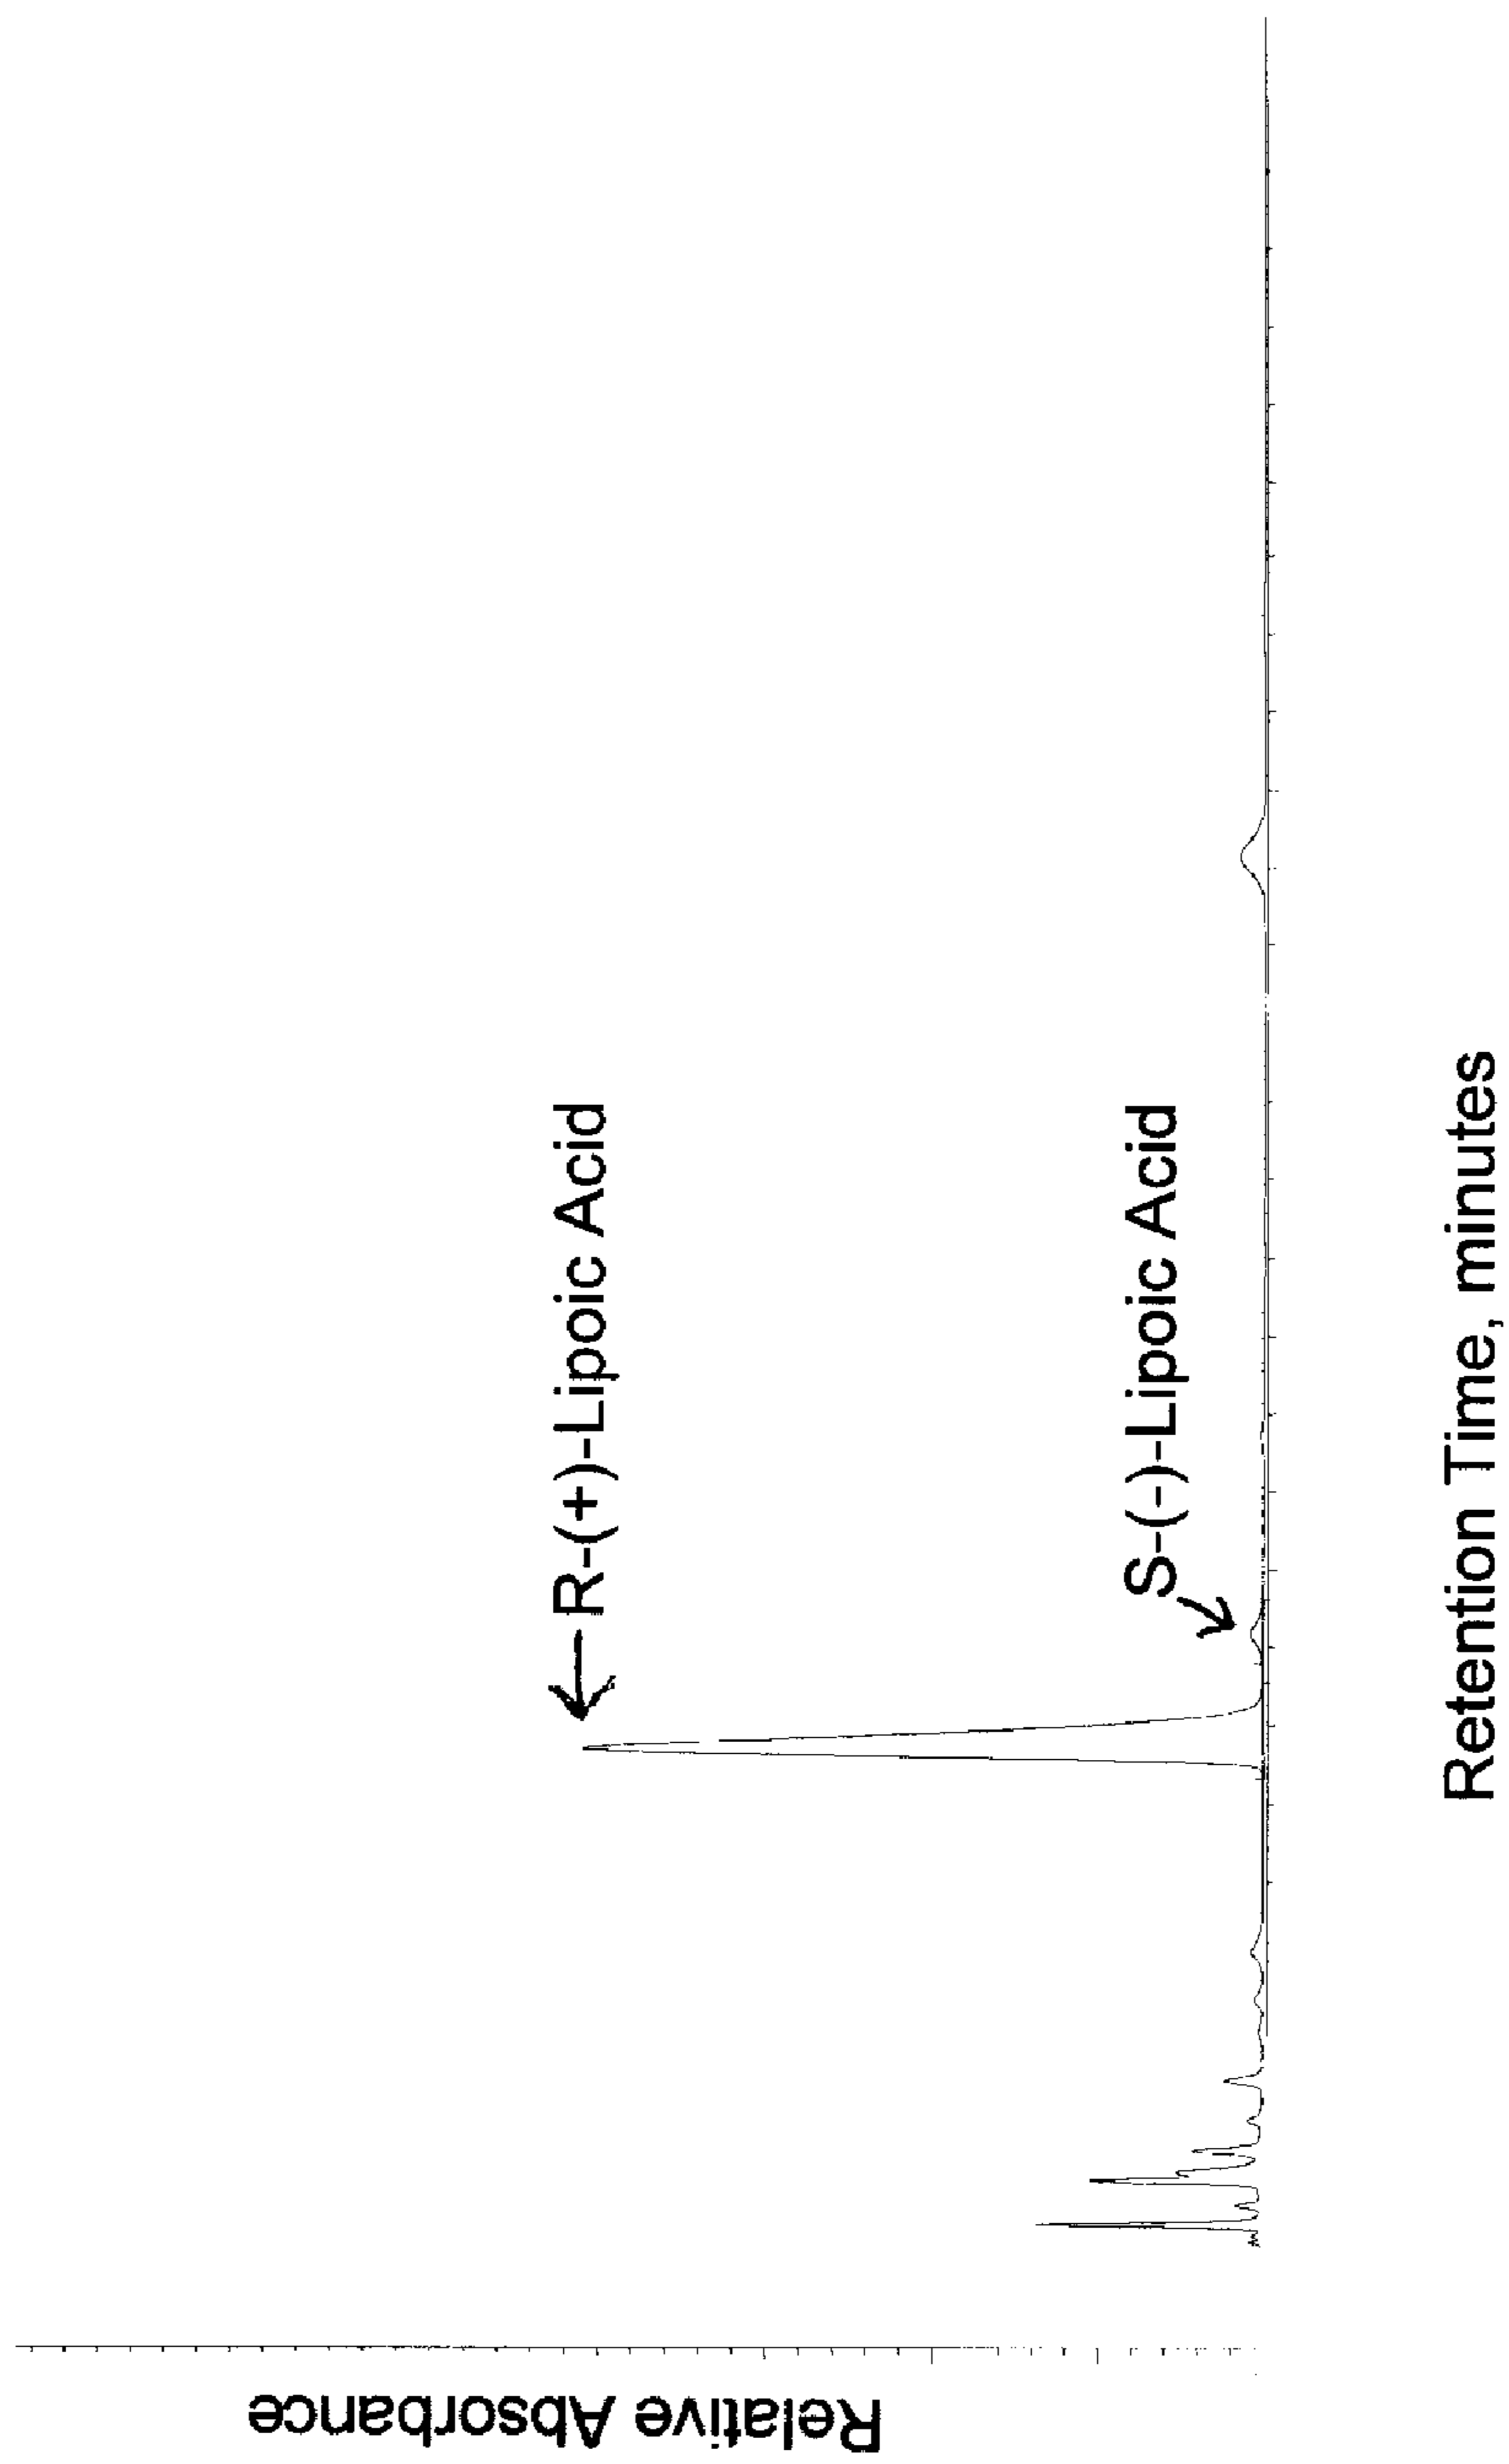 R-(+)-Lipoic Acid
S-(-)-Lipoic Acid
Retention Time, minutes
Relative Absorbance